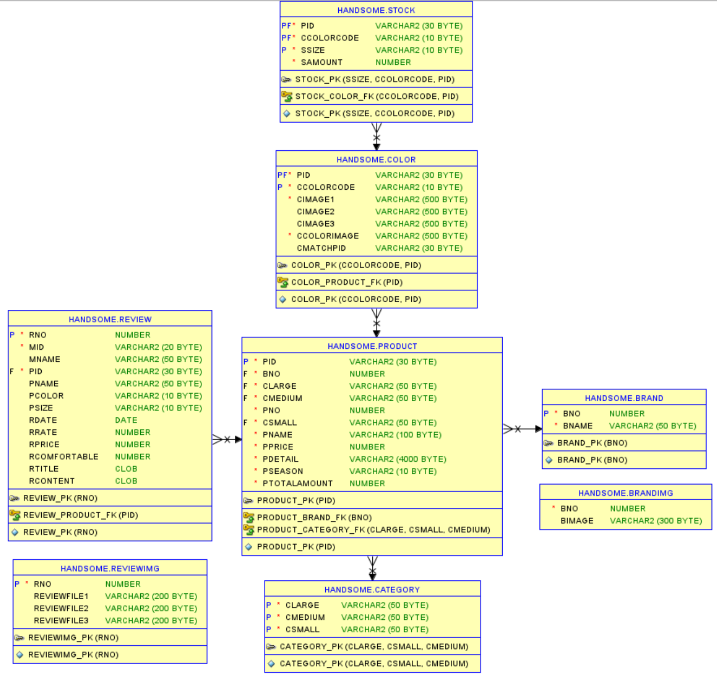 HANDSOME.STOCK
PF* PID VARCHAR2 (30 BYTE)
PF* CCOLORCODE VARCHAR2 (10 BYTE)
P * SSIZE VARCHAR2 (10 BYTE)
* SAMOUNT NUMBER
STOCK_PK (SSIZE, CCOLORCODE, PID)
STOCK_COLOR_FK (CCOLORCODE, PID)
STOCK_PK (SSIZE, CCOLORCODE, PID)
HANDSOME.COLOR
PF* PID VARCHAR2 (30 BYTE)
P * CCOLORCODE VARCHAR2 (10 BYTE)
* CIMAGE1 VARCHAR2 (500 BYTE)
CIMAGE2 VARCHAR2 (500 BYTE)
CIMAGE3 VARCHAR2 (500 BYTE)
* CCOLORIMAGE VARCHAR2 (500 BYTE)
CMATCHPID VARCHAR2 (30 BYTE)
COLOR_PK (CCOLORCODE, PID)
COLOR_PRODUCT_FK (PID)
COLOR_PK (CCOLORCODE, PID)
HANDSOME.REVIEW
P * RNO NUMBER
* MID VARCHAR2 (20 BYTE)
MNAME VARCHAR2 (50 BYTE)
F * PID VARCHAR2 (30 BYTE)
PNAME VARCHAR2 (50 BYTE)
PCOLOR VARCHAR2 (10 BYTE)
PSIZE VARCHAR2 (10 BYTE)
RDATE DATE
RRATE NUMBER
RPRICE NUMBER
RCOMFORTABLE NUMBER
RTITLE CLOB
RCONTENT CLOB
REVIEW_PK (RNO)
REVIEW_PRODUCT_FK (PID)
REVIEW_PK (RNO)
HANDSOME.PRODUCT
P * PID VARCHAR2 (30 BYTE)
F * BNO NUMBER
F * CLARGE VARCHAR2 (50 BYTE)
F * CMEDIUM VARCHAR2 (50 BYTE)
* PNO NUMBER
F * CSMALL VARCHAR2 (50 BYTE)
* PNAME VARCHAR2 (100 BYTE)
* PPRICE NUMBER
* PDETAIL VARCHAR2 (4000 BYTE)
* PSEASON VARCHAR2 (10 BYTE)
* PTOTALAMOUNT NUMBER
PRODUCT_PK (PID)
PRODUCT_BRAND_FK (BNO)
PRODUCT_CATEGORY_FK (CLARGE, CSMALL, CMEDIUM)
PRODUCT_PK (PID)
HANDSOME.BRAND
P * BNO NUMBER
* BNAME VARCHAR2 (50 BYTE)
BRAND_PK (BNO)
BRAND_PK (BNO)
HANDSOME.BRANDIMG
* BNO NUMBER
BIMAGE VARCHAR2 (300 BYTE)
HANDSOME.REVIEWIMG
P * RNO NUMBER
REVIEWFILE1 VARCHAR2 (200 BYTE)
REVIEWFILE2 VARCHAR2 (200 BYTE)
REVIEWFILE3 VARCHAR2 (200 BYTE)
REVIEWIMG_PK (RNO)
REVIEWIMG_PK (RNO)
HANDSOME.CATEGORY
P * CLARGE VARCHAR2 (50 BYTE)
P * CMEDIUM VARCHAR2 (50 BYTE)
P * CSMALL VARCHAR2 (50 BYTE)
CATEGORY_PK (CLARGE, CSMALL, CMEDIUM)
CATEGORY_PK (CLARGE, CSMALL, CMEDIUM)